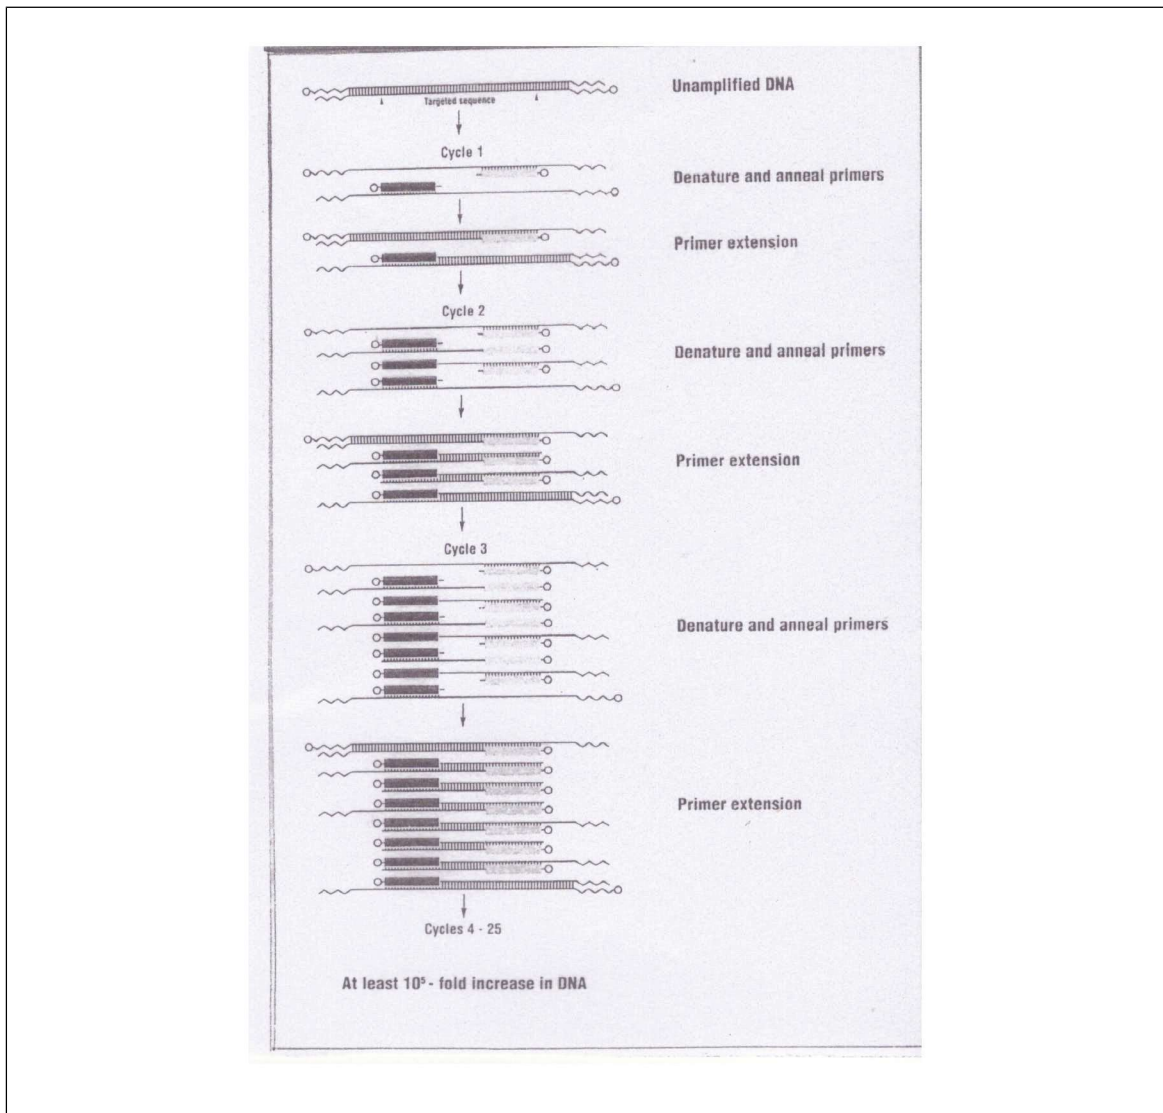 Unamplified DNA
Targeted sequence
Cycle 1
Denature and anneal primers
Primer extension
Cycle 2
Denature and anneal primers
Primer extension
Cycle 3
Denature and anneal primers
Primer extension
Cycles 4 - 25
At least 10⁵ - fold increase in DNA